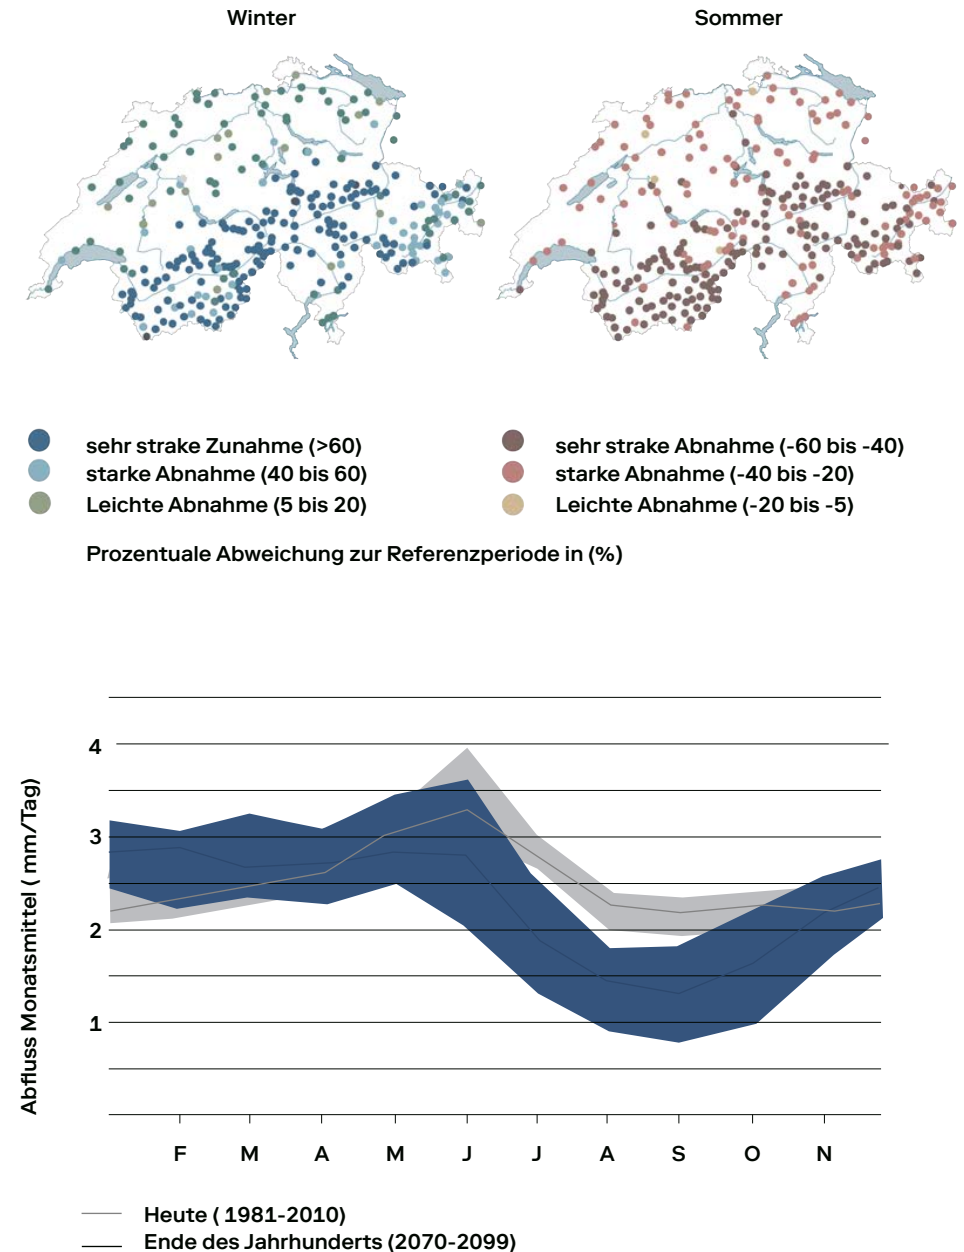 Winter
Sommer
sehr strake Zunahme (>60)
starke Abnahme (40 bis 60)
Leichte Abnahme (5 bis 20)
sehr strake Abnahme (-60 bis -40)
starke Abnahme (-40 bis -20)
Leichte Abnahme (-20 bis -5)
Prozentuale Abweichung zur Referenzperiode in (%)
Abfluss Monatsmittel ( mm/Tag)
4
3
2
1
F M A M J J A S O N
Heute ( 1981-2010)
Ende des Jahrhunderts (2070-2099)